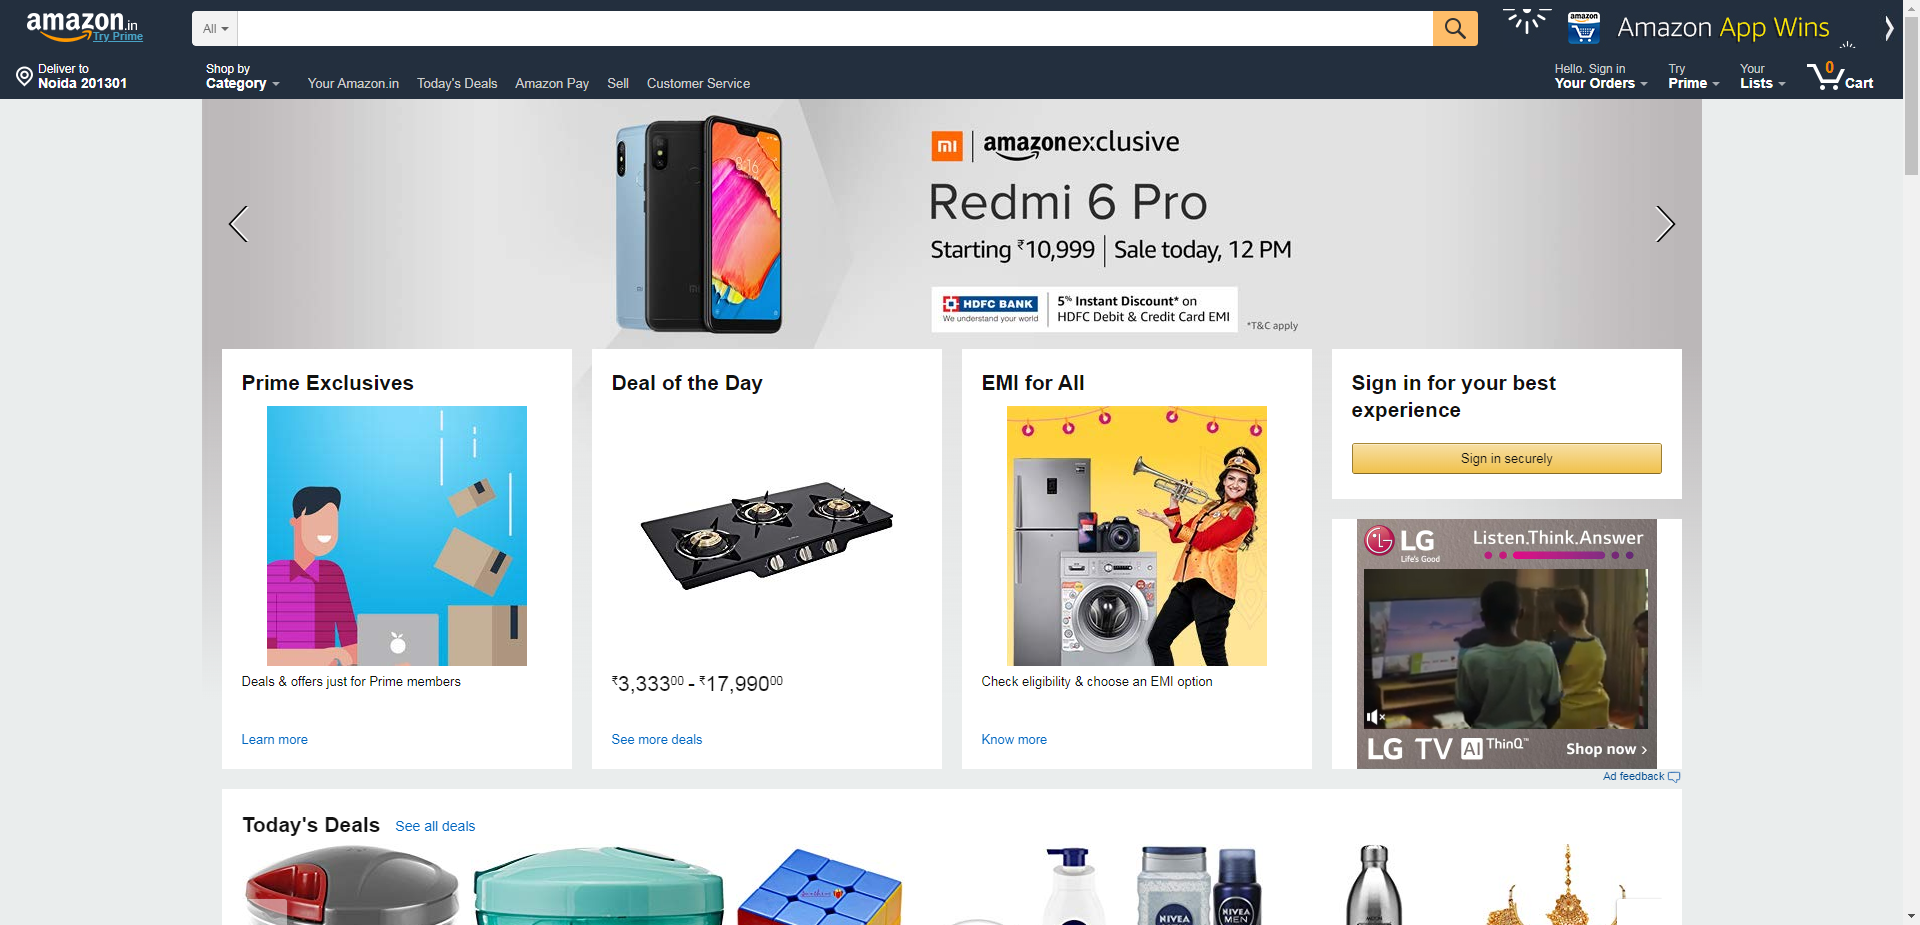 amazon.in
Try Prime
All
amazon
Amazon App Wins
Deliver to
Noida 201301
Shop by
Category
Your Amazon.in
Today's Deals
Amazon Pay
Sell
Customer Service
Hello. Sign in
Your Orders
Try
Prime
Your
Lists
0
Cart
mi | amazonexclusive
Redmi 6 Pro
Starting ₹10,999 | Sale today, 12 PM
HDFC BANK
We understand your world
5% Instant Discount* on
HDFC Debit & Credit Card EMI
*T&C apply
Prime Exclusives
Deals & offers just for Prime members
Learn more
Deal of the Day
₹3,33300 - ₹17,99000
See more deals
EMI for All
Check eligibility & choose an EMI option
Know more
Sign in for your best
experience
Sign in securely
LG
Life's Good
Listen.Think.Answer
LG TV AI ThinQ™
Shop now ›
Ad feedback
Today's Deals
See all deals
NIVEA
NIVEA
MEN